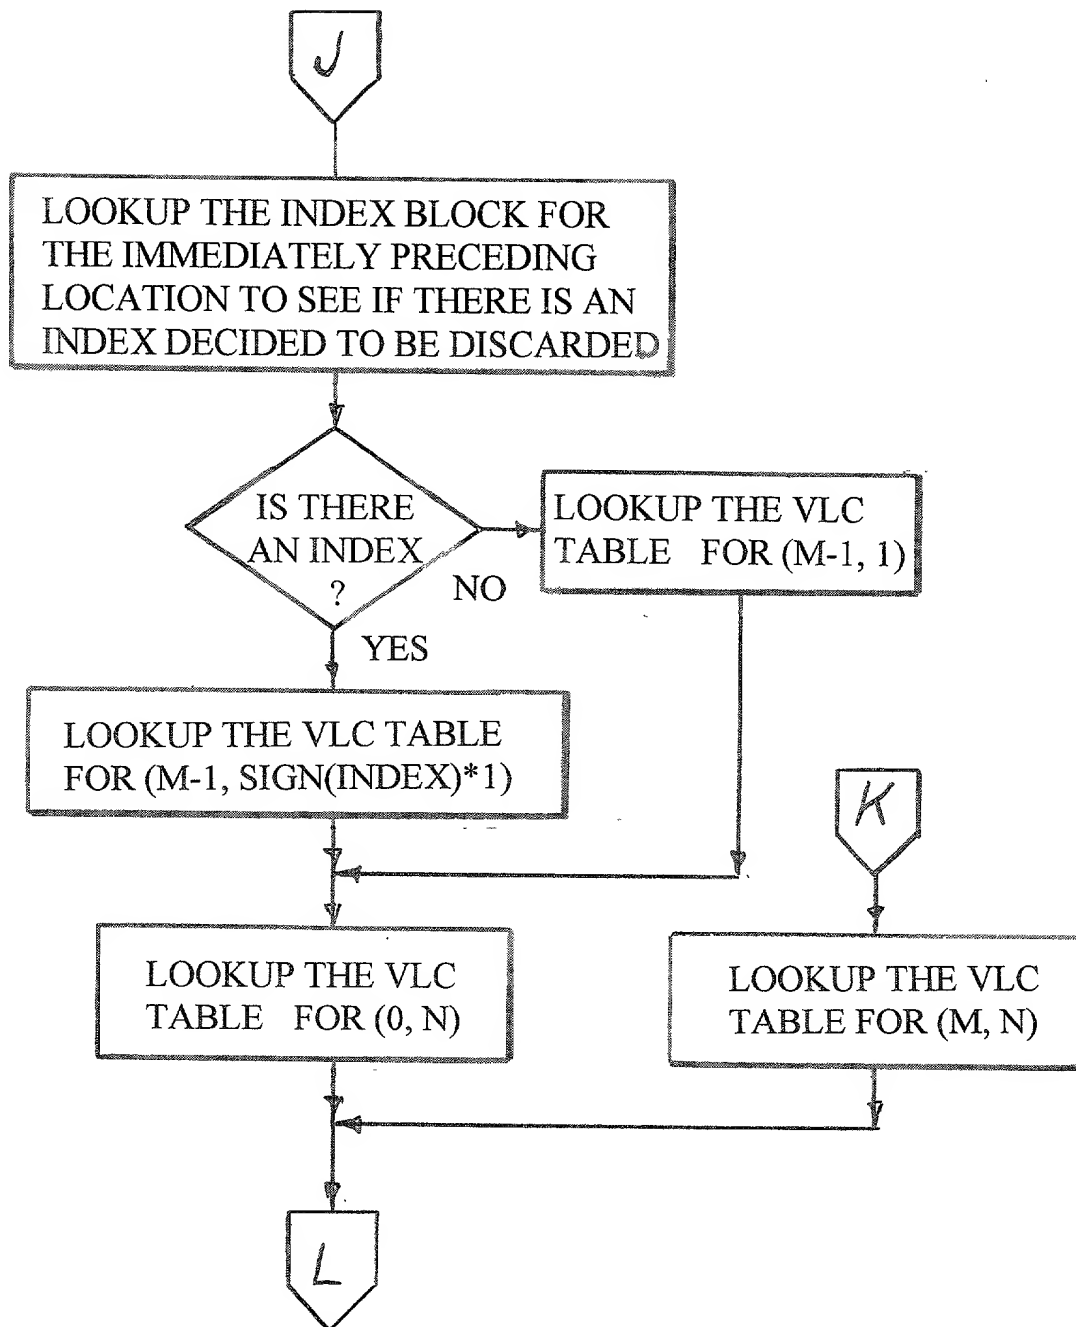 J
LOOKUP THE INDEX BLOCK FOR
THE IMMEDIATELY PRECEDING
LOCATION TO SEE IF THERE IS AN
INDEX DECIDED TO BE DISCARDED
IS THERE
AN INDEX
?
NO
LOOKUP THE VLC
TABLE FOR (M-1, 1)
YES
LOOKUP THE VLC TABLE
FOR (M-1, SIGN(INDEX)*1)
K
LOOKUP THE VLC
TABLE FOR (0, N)
LOOKUP THE VLC
TABLE FOR (M, N)
L